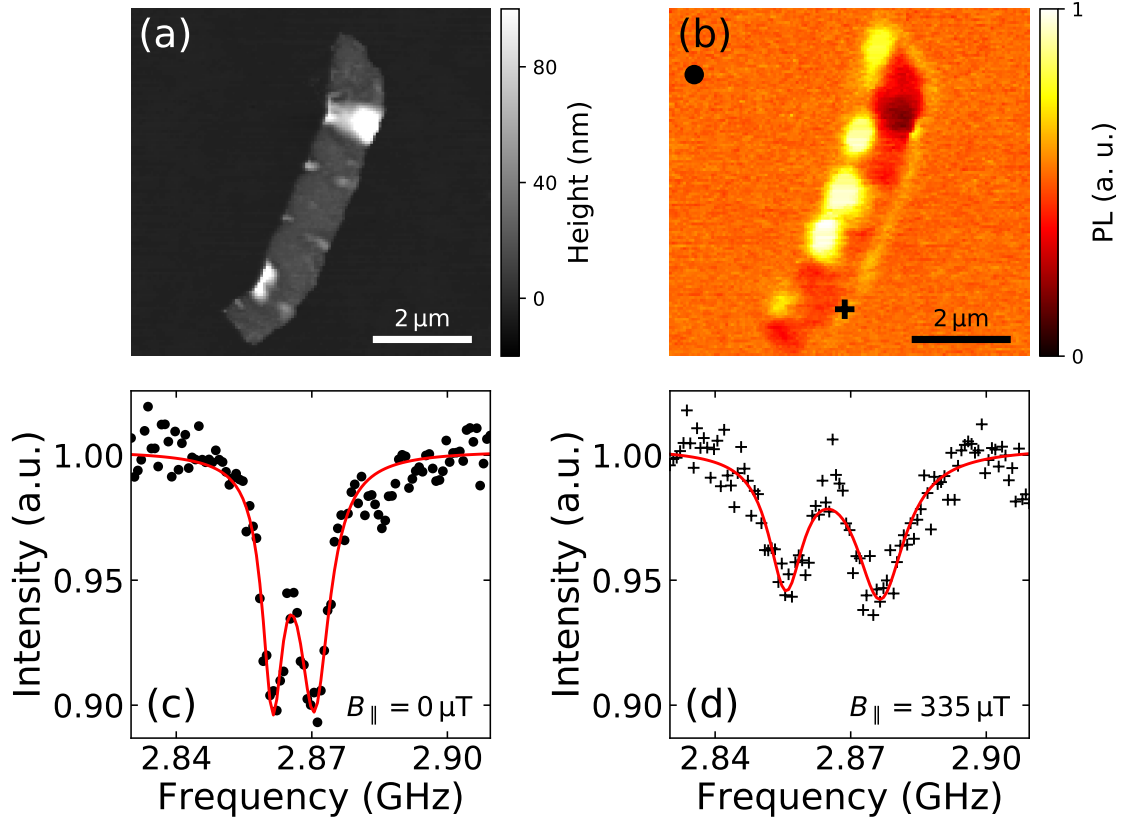 (a)
2 μm
80
40
0
Height (nm)
(b)
2 μm
1
0
PL (a. u.)
1.00
0.95
0.90
Intensity (a.u.)
(c)
B∥ = 0 μT
2.84 2.87 2.90
Frequency (GHz)
1.00
0.95
0.90
Intensity (a.u.)
(d)
B∥ = 335 μT
2.84 2.87 2.90
Frequency (GHz)